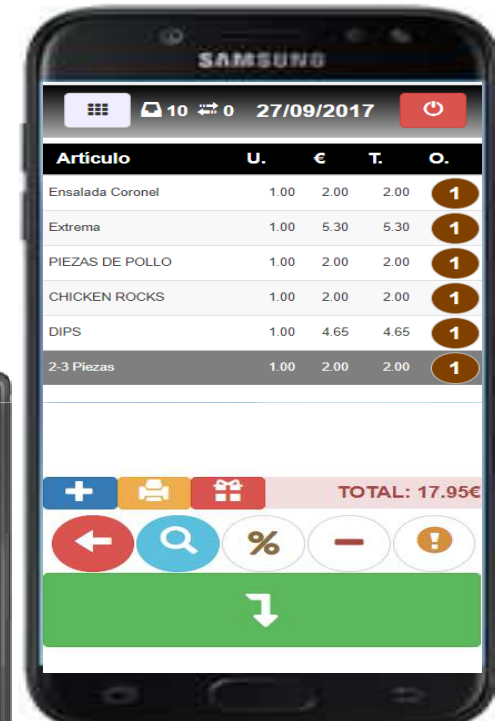 SAMSUNG
10 0 27/09/2017
Artículo U. € T. O.
Ensalada Coronel 1.00 2.00 2.00 1
Extrema 1.00 5.30 5.30 1
PIEZAS DE POLLO 1.00 2.00 2.00 1
CHICKEN ROCKS 1.00 2.00 2.00 1
DIPS 1.00 4.65 4.65 1
2-3 Piezas 1.00 2.00 2.00 1
TOTAL: 17.95€
%